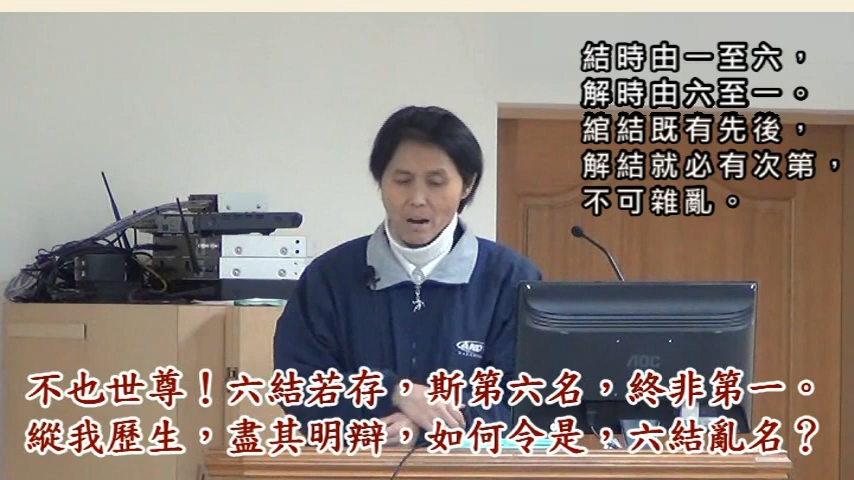 結時由一至六，
解時由六至一。
綰結既有先後，
解結就必有次第，
不可雜亂。
AOC
不也世尊！六結若存，斯第六名，終非第一。
縱我歷生，盡其明辯，如何令是，六結亂名？